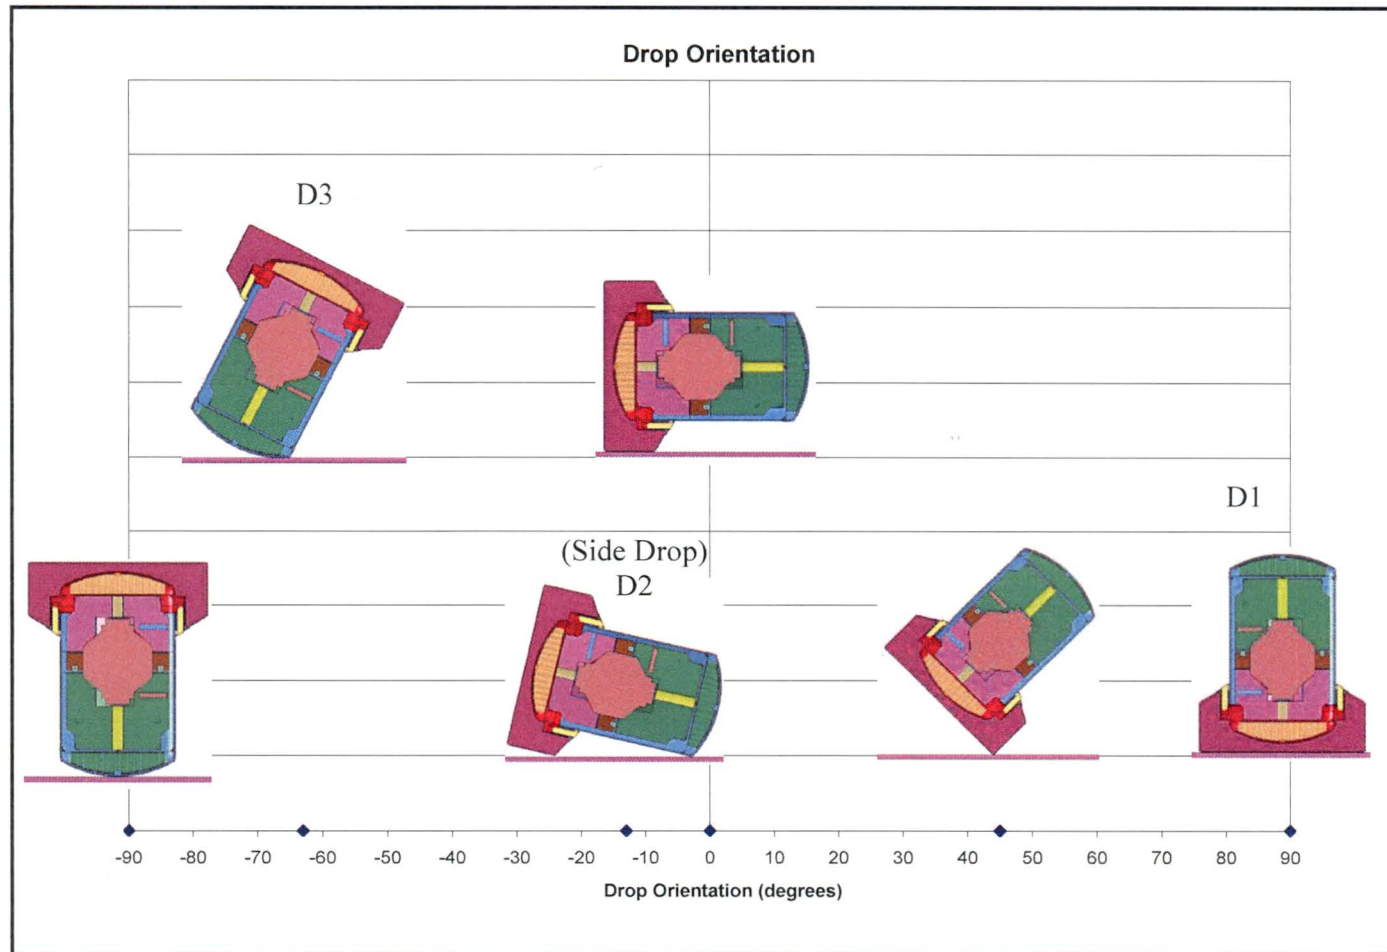 Drop Orientation
D3
D1
(Side Drop)
D2
-90 -80 -70 -60 -50 -40 -30 -20 -10 0 10 20 30 40 50 60 70 80 90
Drop Orientation (degrees)